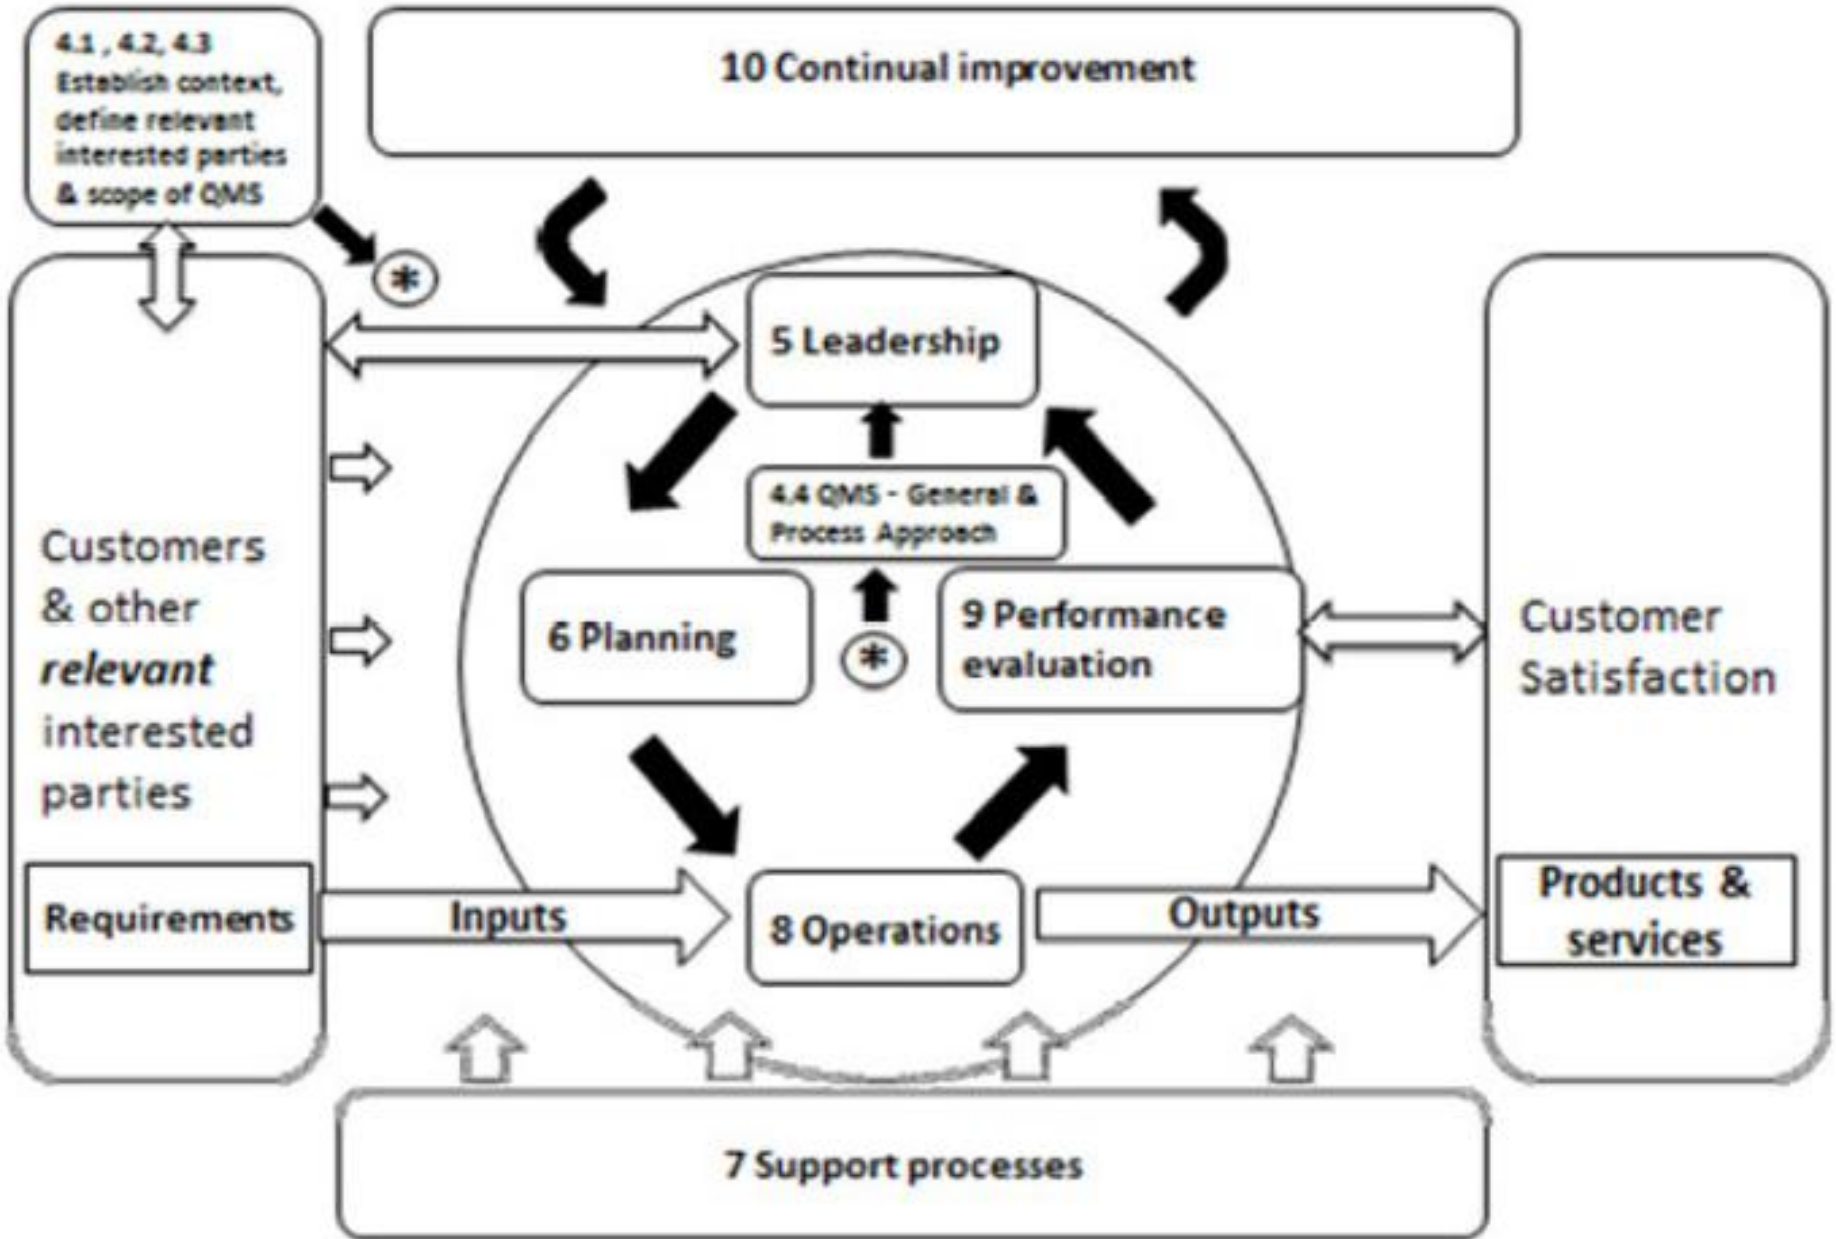 4.1 , 4.2, 4.3
Establish context,
define relevant
interested parties
& scope of QMS
10 Continual improvement
*
5 Leadership
4.4 QMS - General &
Process Approach
Customers
& other
relevant
interested
parties
6 Planning
*
9 Performance
evaluation
Customer
Satisfaction
Requirements
Inputs
8 Operations
Outputs
Products &
services
7 Support processes